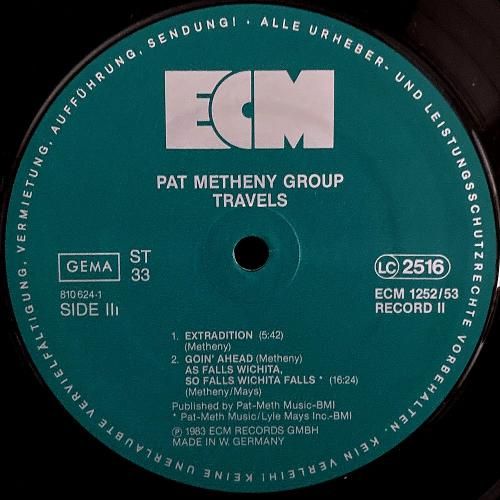 ALLE URHEBER- UND LEISTUNGSSCHUTZRECHTE VORBEHALTEN. KEIN VERLEIH! KEINE UNERLAUBTE VERVIELFÄLTIGUNG, VERMIETUNG, AUFFÜHRUNG, SENDUNG! ·
ECM
PAT METHENY GROUP
TRAVELS
GEMA
ST
33
LC 2516
810 624-1
SIDE III
ECM 1252/53
RECORD II
1. EXTRADITION (5:42)
(Metheny)
2. GOIN' AHEAD (Metheny)
AS FALLS WICHITA,
SO FALLS WICHITA FALLS * (16:24)
(Metheny/Mays)
Published by Pat-Meth Music-BMI
* Pat-Meth Music/Lyle Mays Inc.-BMI
℗ 1983 ECM RECORDS GMBH
MADE IN W. GERMANY